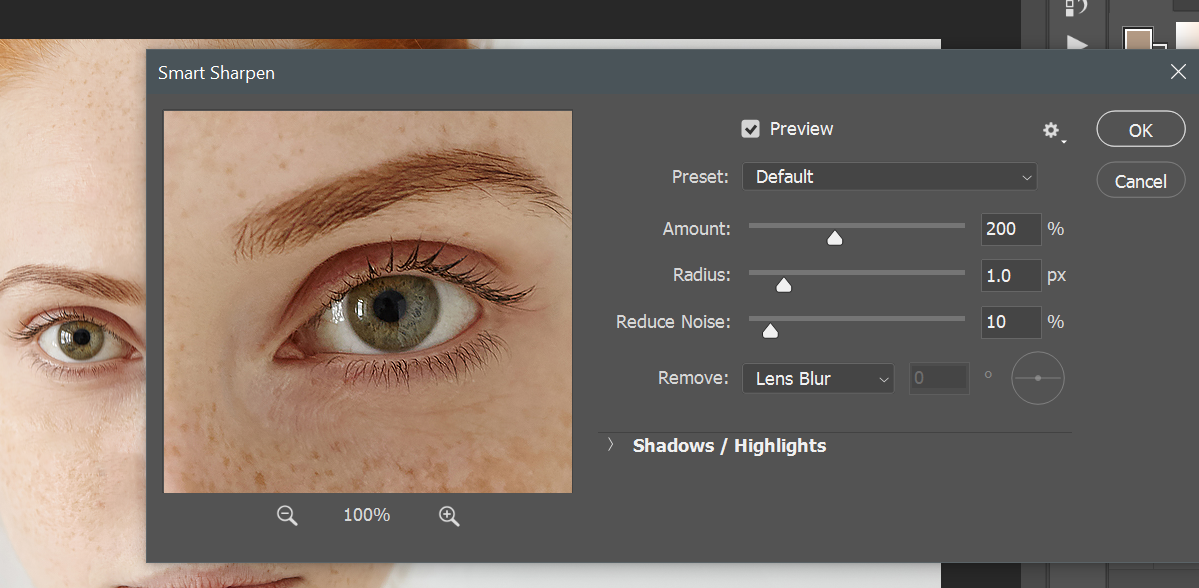 Smart Sharpen
Preview
OK
Preset: Default
Cancel
Amount: 200 %
Radius: 1.0 px
Reduce Noise: 10 %
Remove: Lens Blur 0 °
Shadows / Highlights
100%